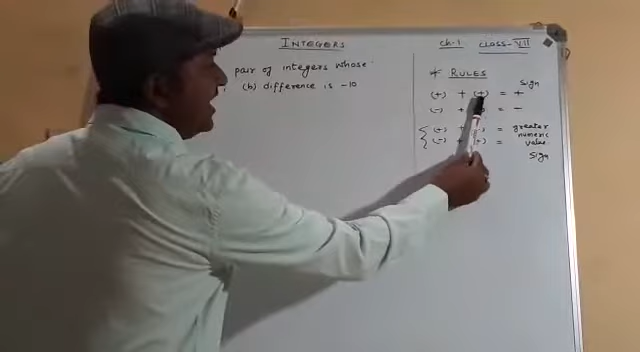 INTEGERS
Ch-1 Class-VII
pair of integers whose
(b) difference is -10
* RULES
Sign
(+) + (+) = +
(-) + = -
(+) + (-) = greater
(-) + (+) = numeric
value
Sign